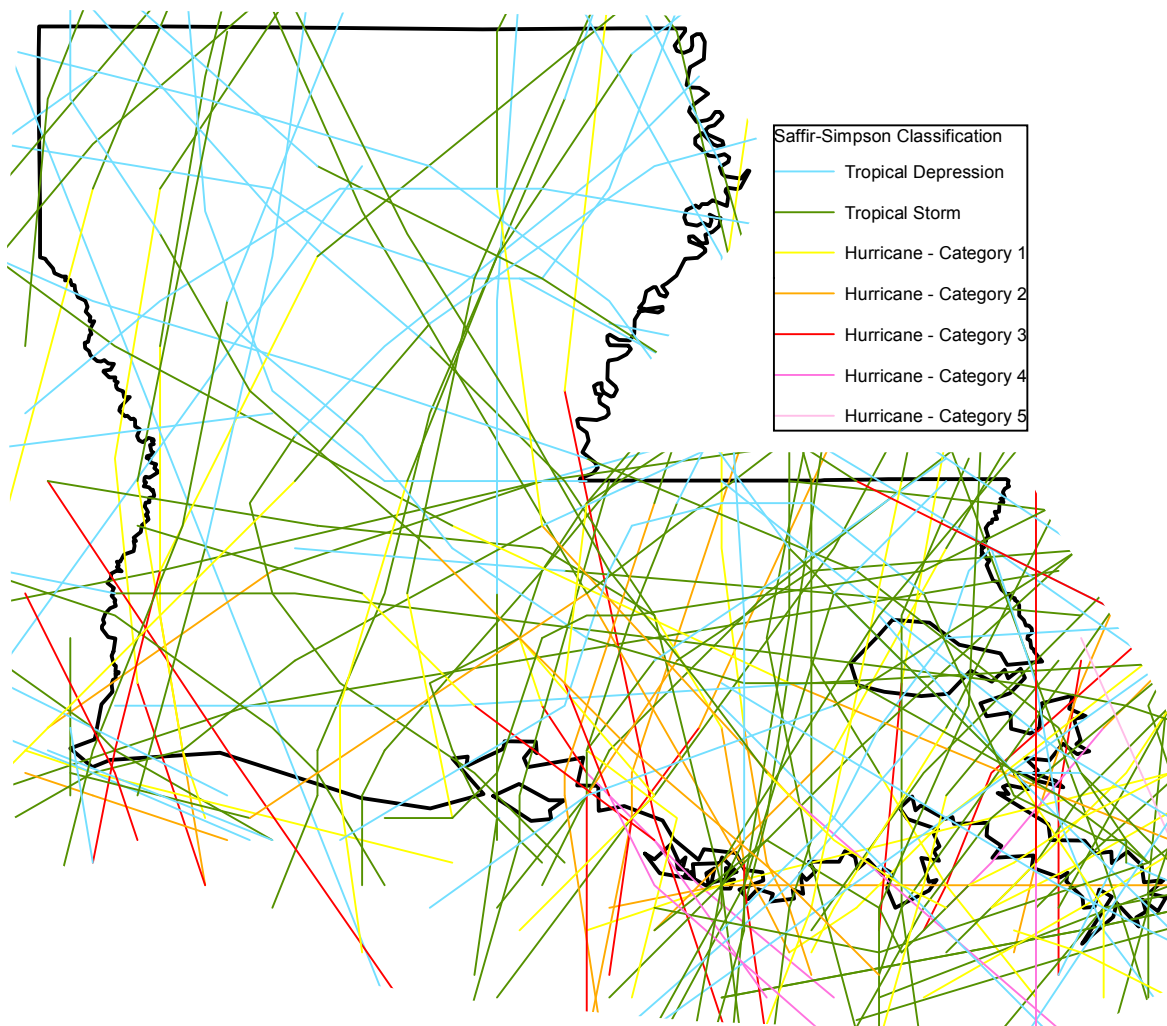 Saffir-Simpson Classification
Tropical Depression
Tropical Storm
Hurricane - Category 1
Hurricane - Category 2
Hurricane - Category 3
Hurricane - Category 4
Hurricane - Category 5